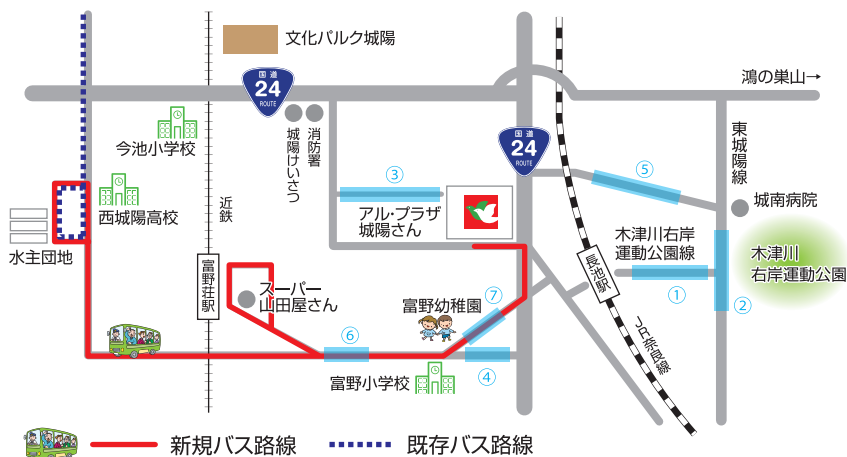 文化パルク城陽
国道
24
ROUTE
鴻の巣山→
今池小学校
城陽けいさつ
消防署
国道
24
ROUTE
東城陽線
③
⑤
西城陽高校
近鉄
アル・プラザ
城陽さん
城南病院
水主団地
木津川右岸
運動公園線
木津川
右岸運動公園
富野荘駅
スーパー
山田屋さん
長池駅
①
②
富野幼稚園
⑦
⑥
JR奈良線
富野小学校
④
新規バス路線
既存バス路線